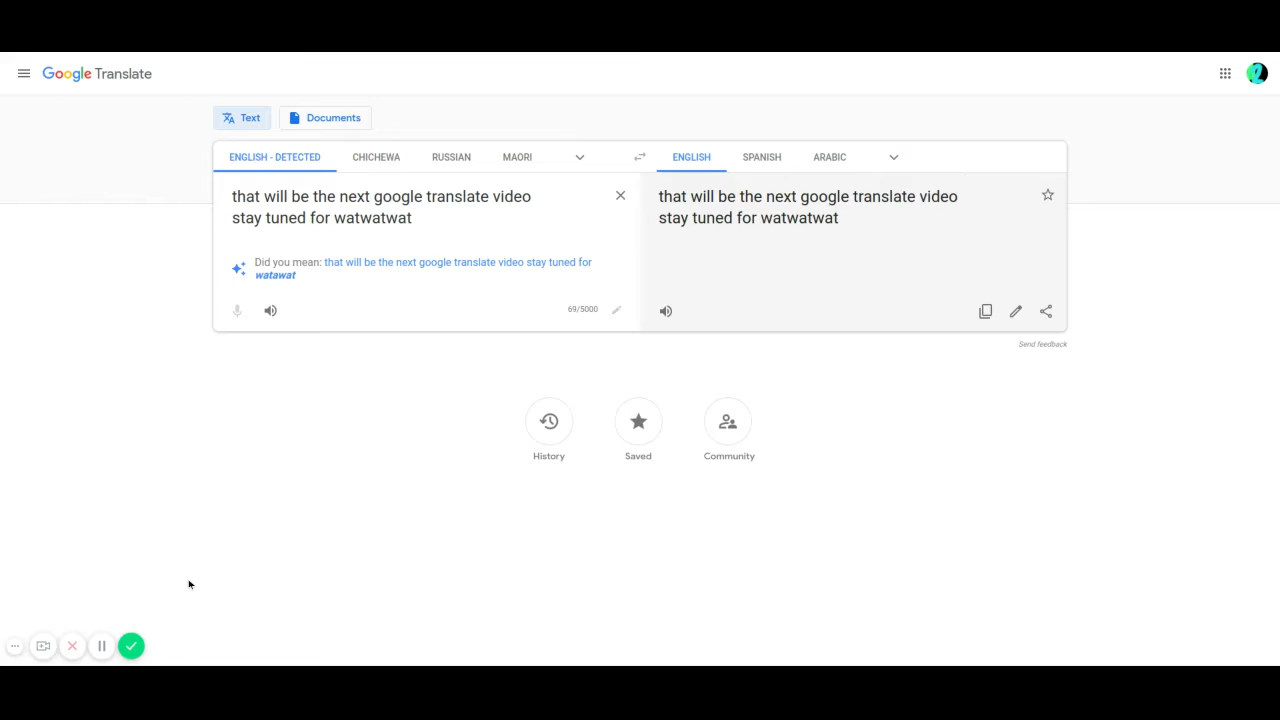 Google Translate
Text
Documents
ENGLISH - DETECTED
CHICHEWA
RUSSIAN
MAORI
ENGLISH
SPANISH
ARABIC
that will be the next google translate video
stay tuned for watwatwat
that will be the next google translate video
stay tuned for watwatwat
Did you mean: that will be the next google translate video stay tuned for
watawat
69/5000
Send feedback
History
Saved
Community